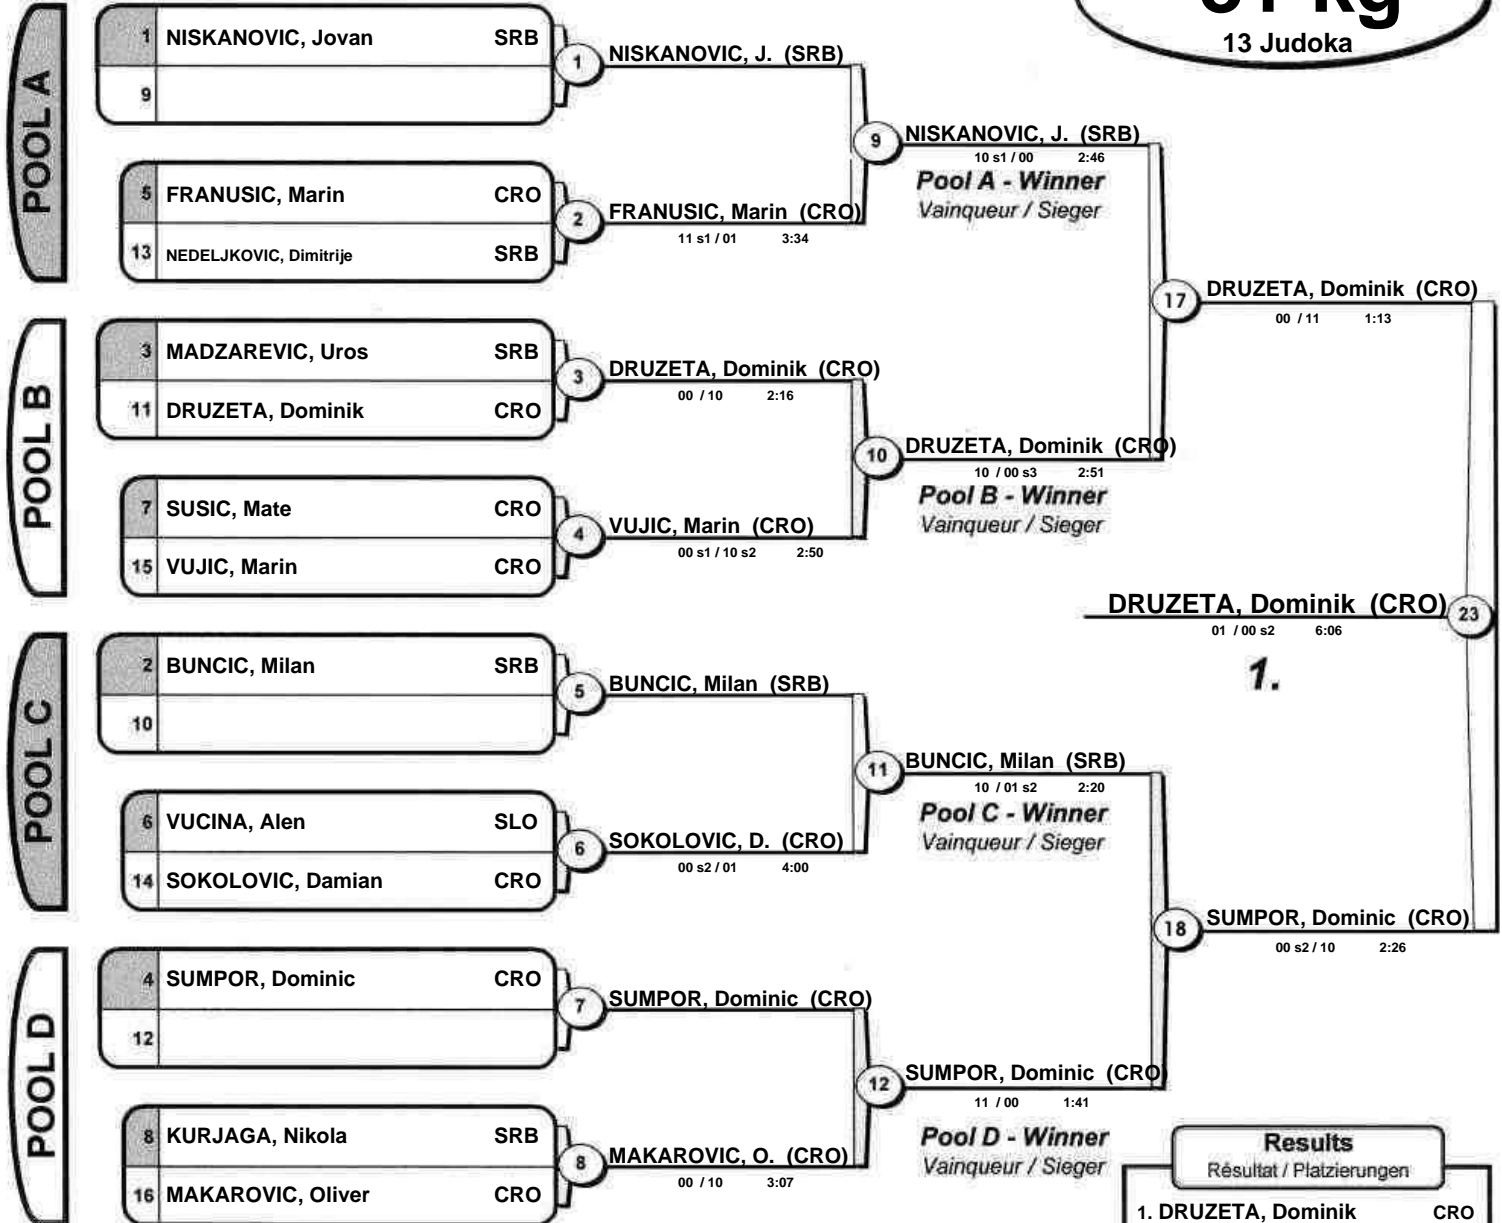 kg
13 Judoka
POOL A
1 NISKANOVIC, Jovan SRB
9
1
NISKANOVIC, J. (SRB)
5 FRANUSIC, Marin CRO
13 NEDELJKOVIC, Dimitrije SRB
2
FRANUSIC, Marin (CRO)
11 s1 / 01 3:34
9
NISKANOVIC, J. (SRB)
10 s1 / 00 2:46
Pool A - Winner
Vainqueur / Sieger
POOL B
3 MADZAREVIC, Uros SRB
11 DRUZETA, Dominik CRO
3
DRUZETA, Dominik (CRO)
00 / 10 2:16
7 SUSIC, Mate CRO
15 VUJIC, Marin CRO
4
VUJIC, Marin (CRO)
00 s1 / 10 s2 2:50
10
DRUZETA, Dominik (CRO)
10 / 00 s3 2:51
Pool B - Winner
Vainqueur / Sieger
17
DRUZETA, Dominik (CRO)
00 / 11 1:13
DRUZETA, Dominik (CRO)
01 / 00 s2 6:06
23
1.
POOL C
2 BUNCIC, Milan SRB
10
5
BUNCIC, Milan (SRB)
6 VUCINA, Alen SLO
14 SOKOLOVIC, Damian CRO
6
SOKOLOVIC, D. (CRO)
00 s2 / 01 4:00
11
BUNCIC, Milan (SRB)
10 / 01 s2 2:20
Pool C - Winner
Vainqueur / Sieger
POOL D
4 SUMPOR, Dominic CRO
12
7
SUMPOR, Dominic (CRO)
8 KURJAGA, Nikola SRB
16 MAKAROVIC, Oliver CRO
8
MAKAROVIC, O. (CRO)
00 / 10 3:07
12
SUMPOR, Dominic (CRO)
11 / 00 1:41
Pool D - Winner
Vainqueur / Sieger
18
SUMPOR, Dominic (CRO)
00 s2 / 10 2:26
Results
Résultat / Platzierungen
1. DRUZETA, Dominik CRO